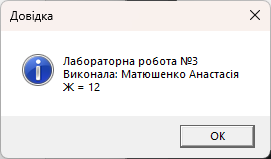 Довідка
Лабораторна робота №3
Виконала: Матюшенко Анастасія
Ж = 12
OK